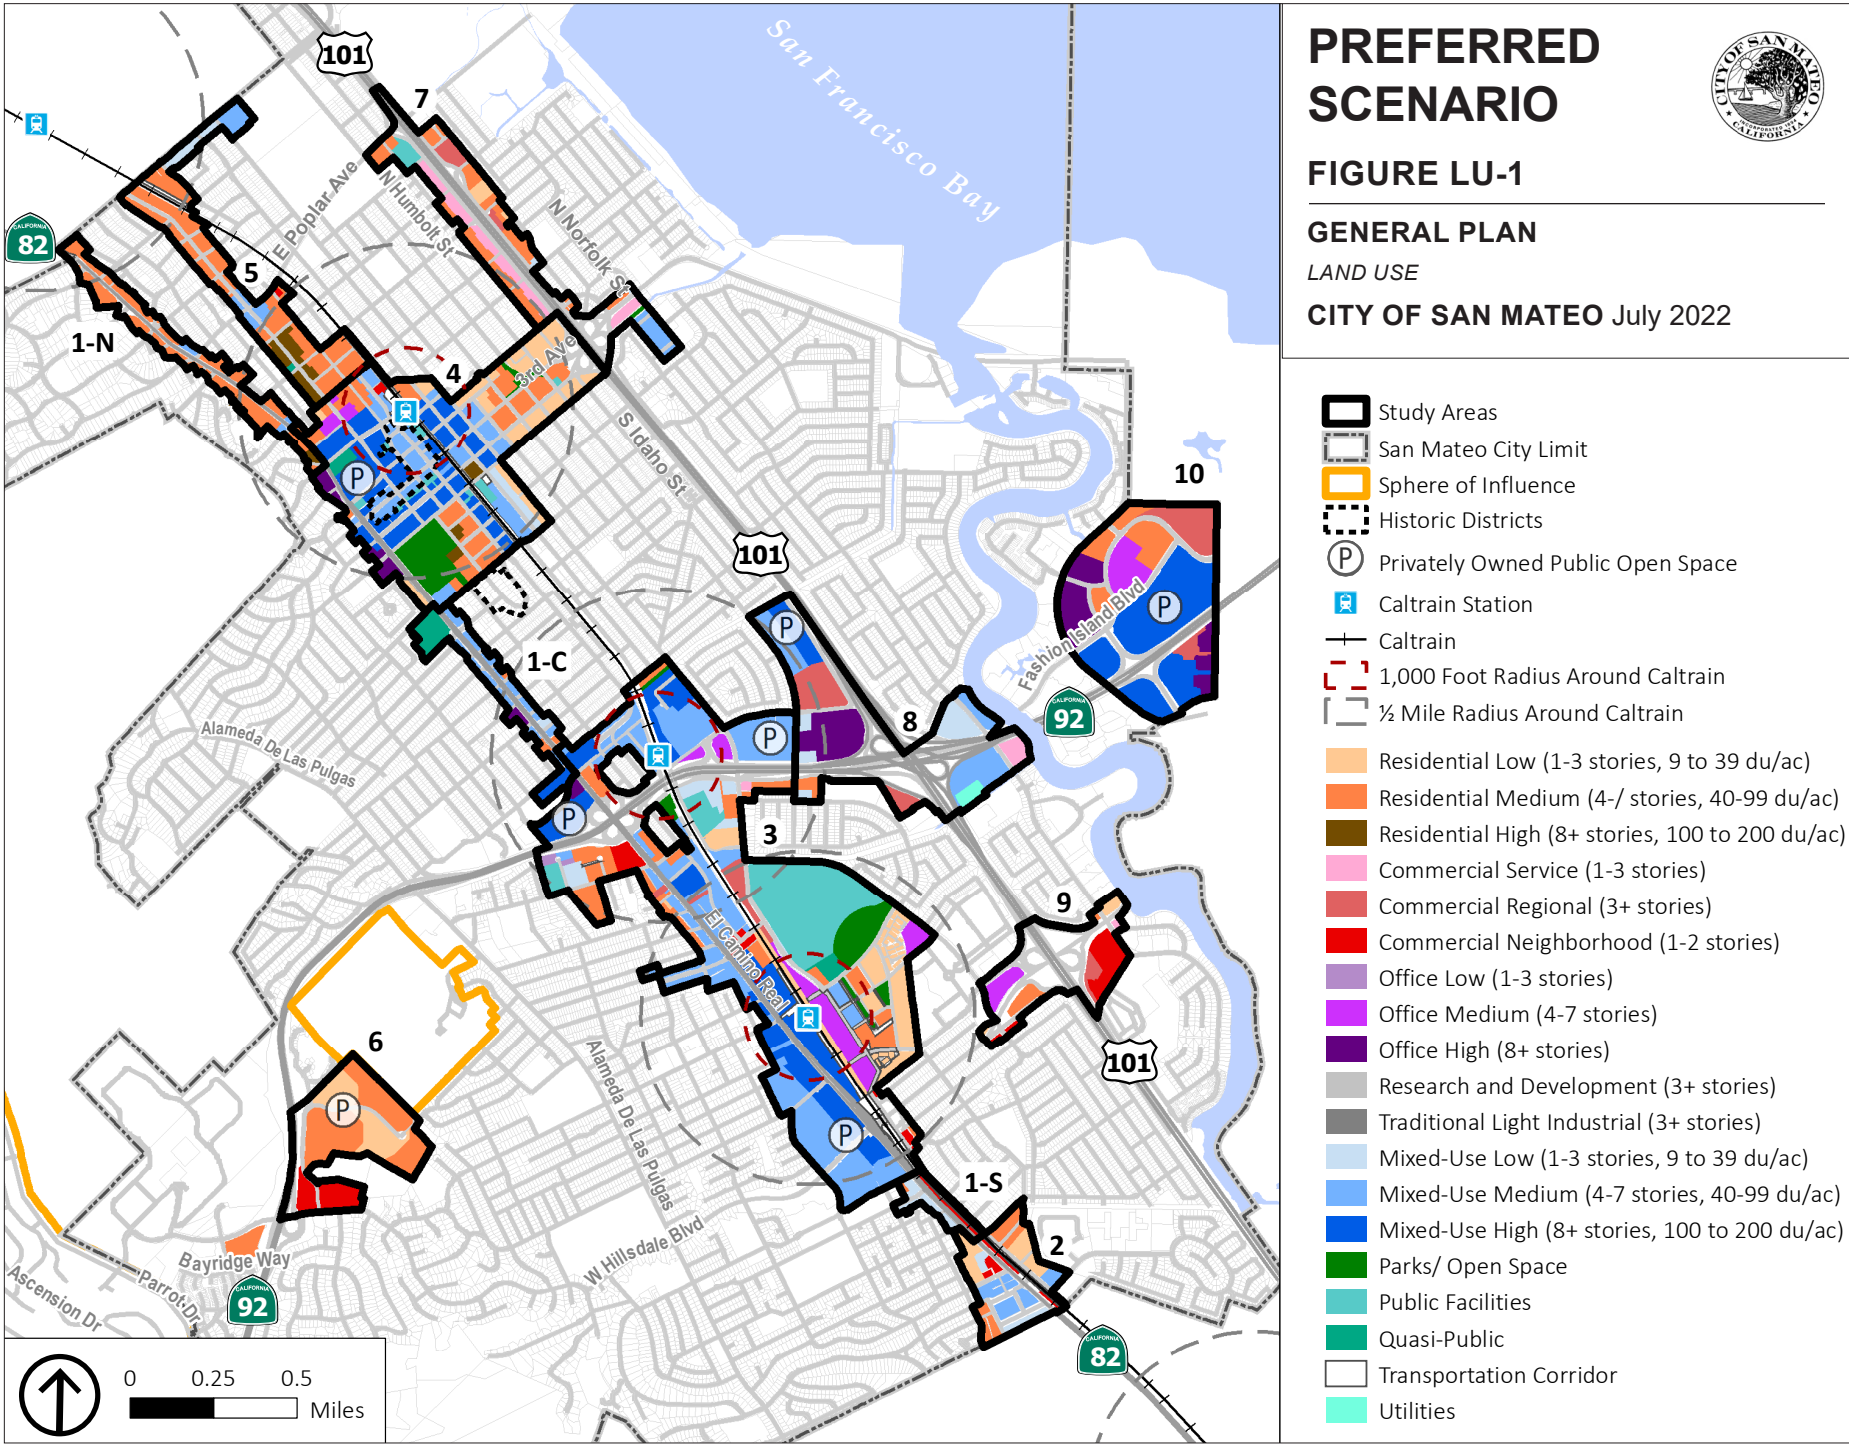 PREFERRED
SCENARIO
CITY OF SAN MATEO
INCORPORATED 1894
CALIFORNIA
FIGURE LU-1
GENERAL PLAN
LAND USE
CITY OF SAN MATEO July 2022
Study Areas
San Mateo City Limit
Sphere of Influence
Historic Districts
P Privately Owned Public Open Space
Caltrain Station
Caltrain
1,000 Foot Radius Around Caltrain
½ Mile Radius Around Caltrain
Residential Low (1-3 stories, 9 to 39 du/ac)
Residential Medium (4-/ stories, 40-99 du/ac)
Residential High (8+ stories, 100 to 200 du/ac)
Commercial Service (1-3 stories)
Commercial Regional (3+ stories)
Commercial Neighborhood (1-2 stories)
Office Low (1-3 stories)
Office Medium (4-7 stories)
Office High (8+ stories)
Research and Development (3+ stories)
Traditional Light Industrial (3+ stories)
Mixed-Use Low (1-3 stories, 9 to 39 du/ac)
Mixed-Use Medium (4-7 stories, 40-99 du/ac)
Mixed-Use High (8+ stories, 100 to 200 du/ac)
Parks/ Open Space
Public Facilities
Quasi-Public
Transportation Corridor
Utilities
San Francisco Bay
101
7
CALIFORNIA
82
E Poplar Ave
N Humbolt St
N Norfolk St
5
1-N
4
3rd Ave
P
S Idaho St
101
10
P
Fashion Island Blvd
CALIFORNIA
92
P
1-C
Alameda De Las Pulgas
8
P
P
3
El Camino Real
9
6
P
Alameda De Las Pulgas
101
P
1-S
W Hillsdale Blvd
2
Bayridge Way
Ascension Dr
Parrot Dr
CALIFORNIA
92
CALIFORNIA
82
0 0.25 0.5
Miles